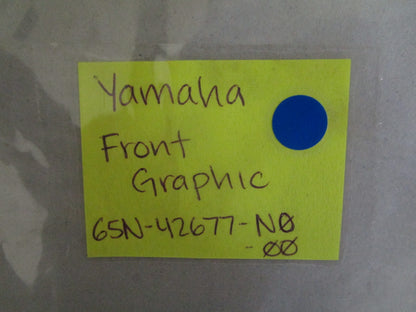 Yamaha
Front
Graphic
65N-42677-N0
-00